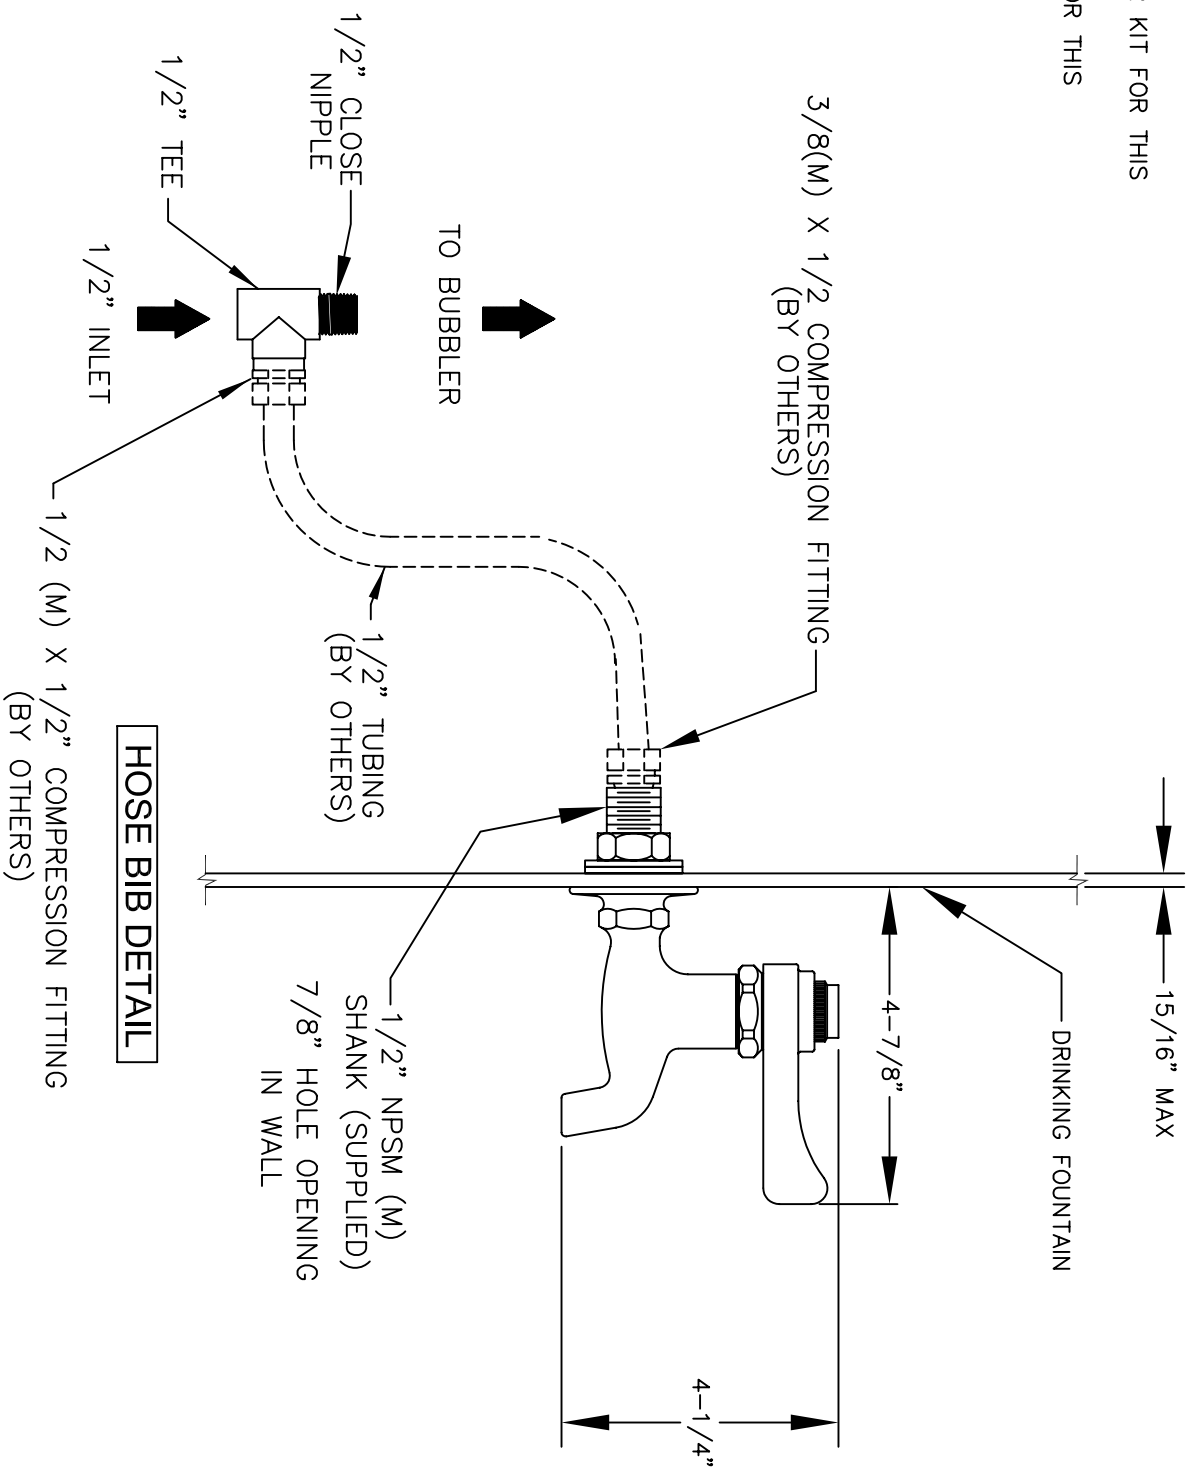 KIT FOR THIS
OR THIS
15/16" MAX
DRINKING FOUNTAIN
3/8(M) X 1/2 COMPRESSION FITTING
(BY OTHERS)
4-7/8"
4-1/4"
TO BUBBLER
1/2" CLOSE
NIPPLE
1/2" TEE
1/2" INLET
1/2" TUBING
(BY OTHERS)
1/2" NPSM (M)
SHANK (SUPPLIED)
7/8" HOLE OPENING
IN WALL
1/2 (M) X 1/2" COMPRESSION FITTING
(BY OTHERS)
HOSE BIB DETAIL